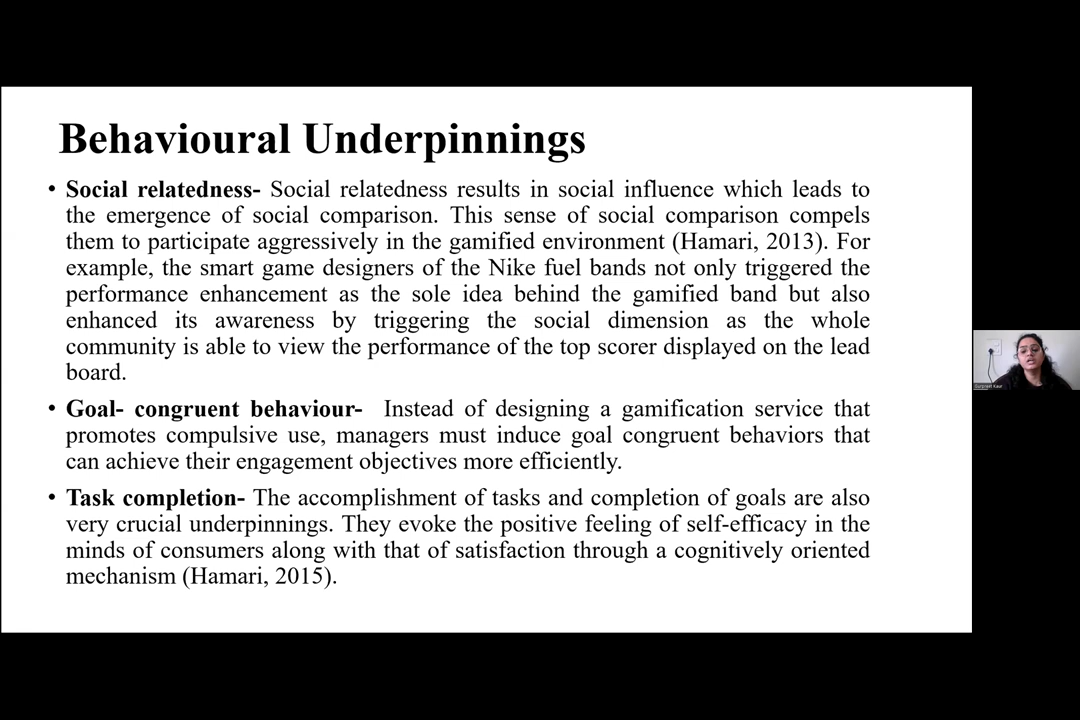 Behavioural Underpinnings
• Social relatedness- Social relatedness results in social influence which leads to
the emergence of social comparison. This sense of social comparison compels
them to participate aggressively in the gamified environment (Hamari, 2013). For
example, the smart game designers of the Nike fuel bands not only triggered the
performance enhancement as the sole idea behind the gamified band but also
enhanced its awareness by triggering the social dimension as the whole
community is able to view the performance of the top scorer displayed on the lead
board.
• Goal- congruent behaviour- Instead of designing a gamification service that
promotes compulsive use, managers must induce goal congruent behaviors that
can achieve their engagement objectives more efficiently.
• Task completion- The accomplishment of tasks and completion of goals are also
very crucial underpinnings. They evoke the positive feeling of self-efficacy in the
minds of consumers along with that of satisfaction through a cognitively oriented
mechanism (Hamari, 2015).
Gurpreet Kaur